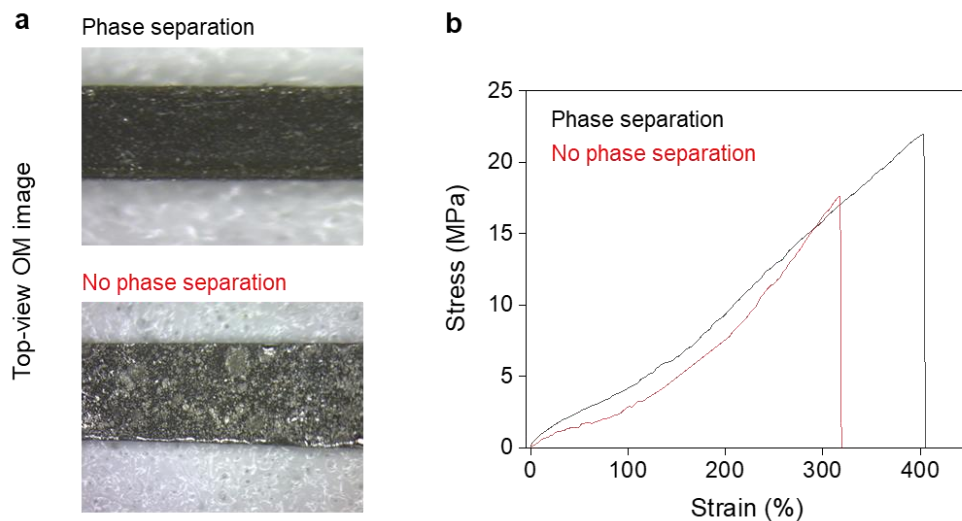 a
Phase separation
Top-view OM image
No phase separation
b
Phase separation
No phase separation
Stress (MPa)
25
20
15
10
5
0
0 100 200 300 400
Strain (%)